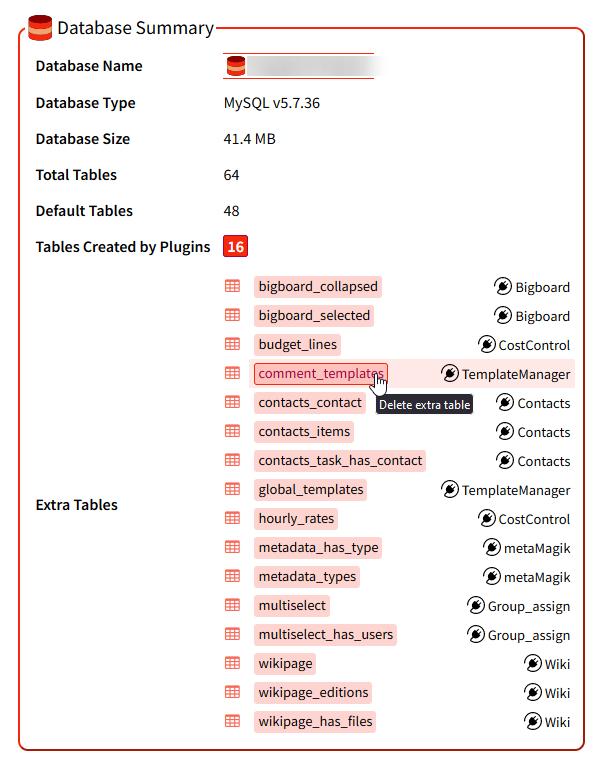 Database Summary
Database Name
Database Type MySQL v5.7.36
Database Size 41.4 MB
Total Tables 64
Default Tables 48
Tables Created by Plugins 16
bigboard_collapsed Bigboard
bigboard_selected Bigboard
budget_lines CostControl
comment_templates TemplateManager
Delete extra table
contacts_contact Contacts
contacts_items Contacts
contacts_task_has_contact Contacts
global_templates TemplateManager
Extra Tables
hourly_rates CostControl
metadata_has_type metaMagik
metadata_types metaMagik
multiselect Group_assign
multiselect_has_users Group_assign
wikipage Wiki
wikipage_editions Wiki
wikipage_has_files Wiki